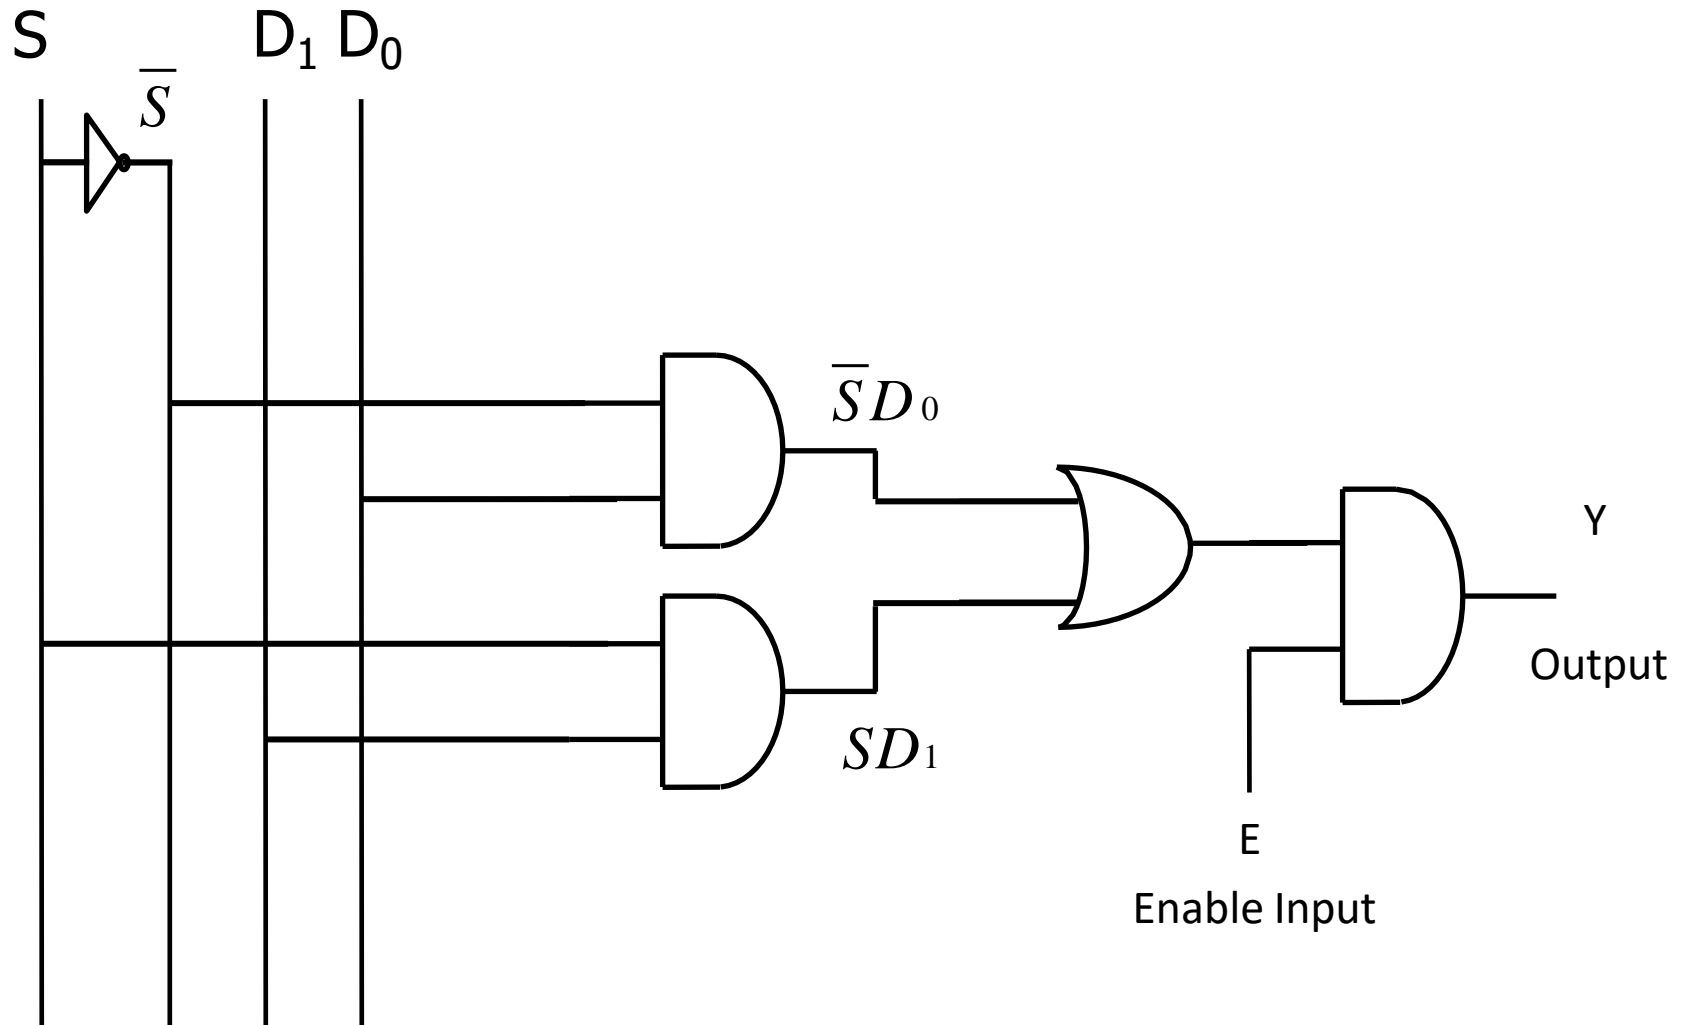 S D₁ D₀
S̅
S̅D₀
Y
Output
SD₁
E
Enable Input